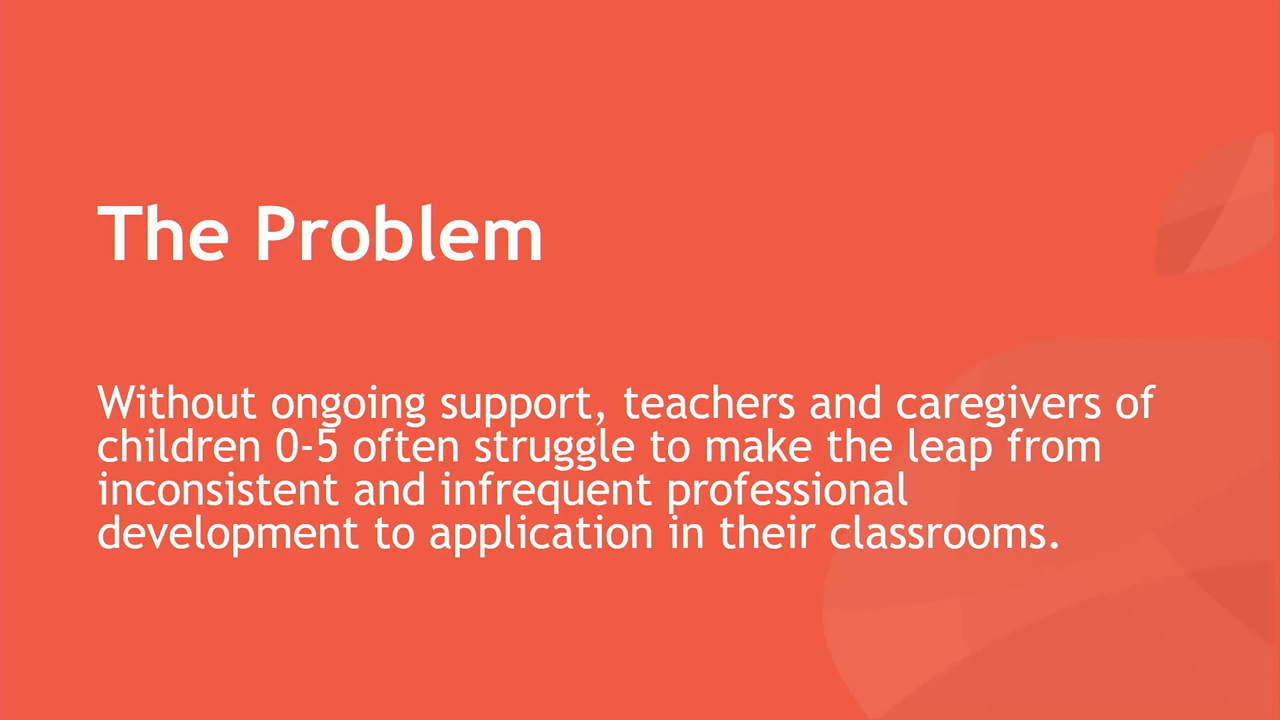 The Problem
Without ongoing support, teachers and caregivers of
children 0-5 often struggle to make the leap from
inconsistent and infrequent professional
development to application in their classrooms.